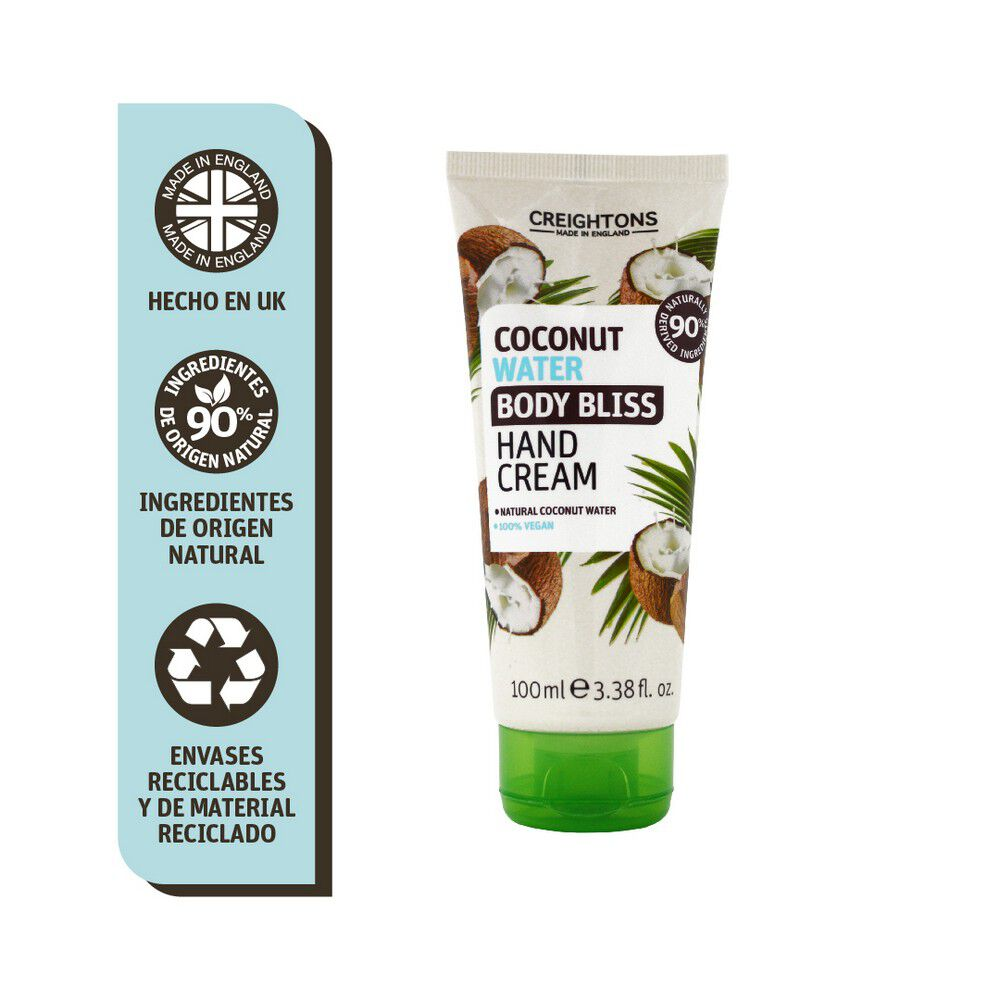 MADE IN ENGLAND
MADE IN ENGLAND
HECHO EN UK
INGREDIENTES
90%
DE ORIGEN NATURAL
INGREDIENTES
DE ORIGEN
NATURAL
ENVASES
RECICLABLES
Y DE MATERIAL
RECICLADO
CREIGHTONS
MADE IN ENGLAND
NATURALLY
90%
DERIVED
COCONUT
WATER
BODY BLISS
HAND
CREAM
• NATURAL COCONUT WATER
• 100% VEGAN
100ml e 3.38 fl. oz.